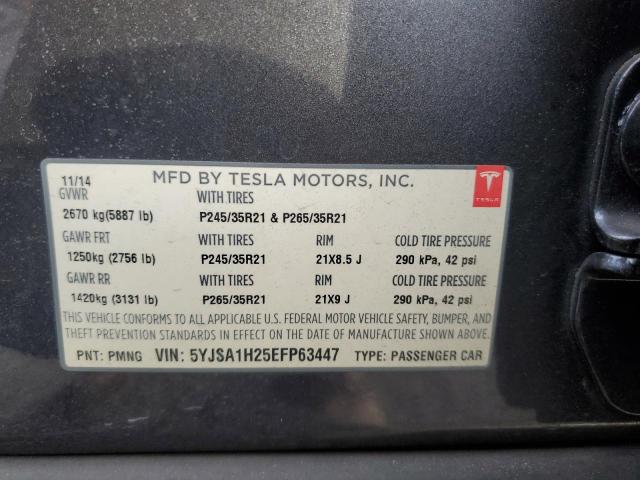 11/14 MFD BY TESLA MOTORS, INC.
GVWR WITH TIRES
2670 kg(5887 lb) P245/35R21 & P265/35R21
GAWR FRT WITH TIRES RIM COLD TIRE PRESSURE
1250kg (2756 lb) P245/35R21 21X8.5 J 290 kPa, 42 psi
GAWR RR WITH TIRES RIM COLD TIRE PRESSURE
1420kg (3131 lb) P265/35R21 21X9 J 290 kPa, 42 psi
THIS VEHICLE CONFORMS TO ALL APPLICABLE U.S. FEDERAL MOTOR VEHICLE SAFETY, BUMPER, AND
THEFT PREVENTION STANDARDS IN EFFECT ON THE DATE OF MANUFACTURE SHOWN ABOVE.
PNT: PMNG VIN: 5YJSA1H25EFP63447 TYPE: PASSENGER CAR
TESLA